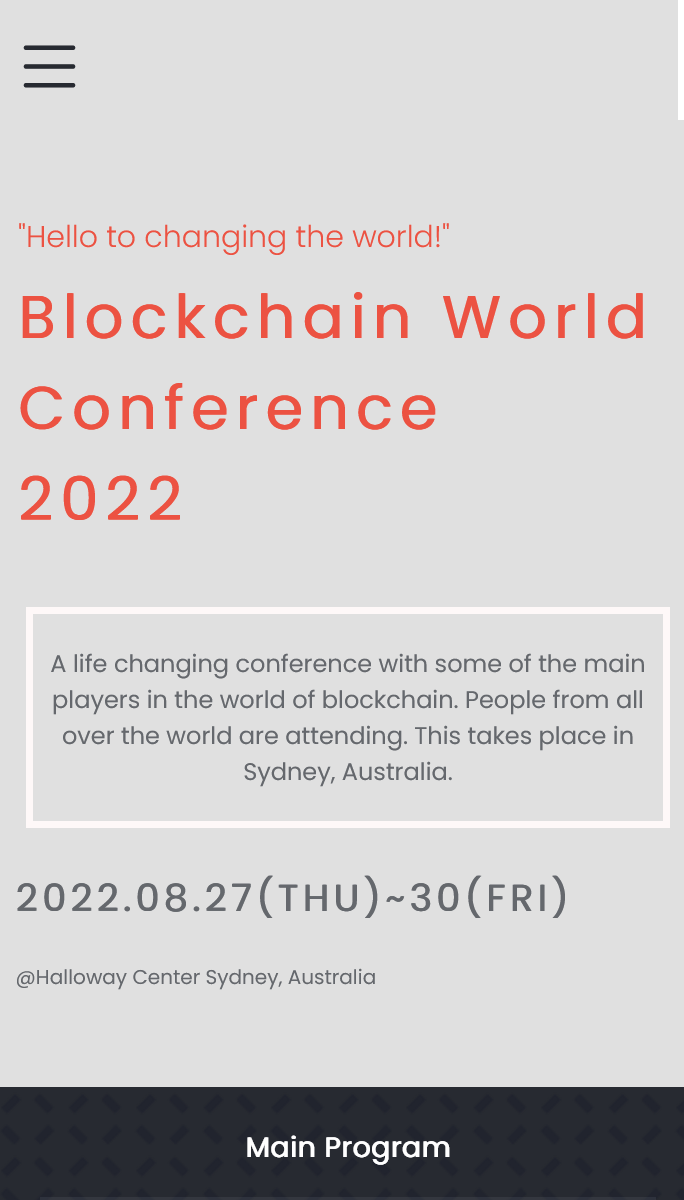 "Hello to changing the world!"
Blockchain World
Conference
2022
A life changing conference with some of the main
players in the world of blockchain. People from all
over the world are attending. This takes place in
Sydney, Australia.
2022.08.27(THU)~30(FRI)
@Halloway Center Sydney, Australia
Main Program